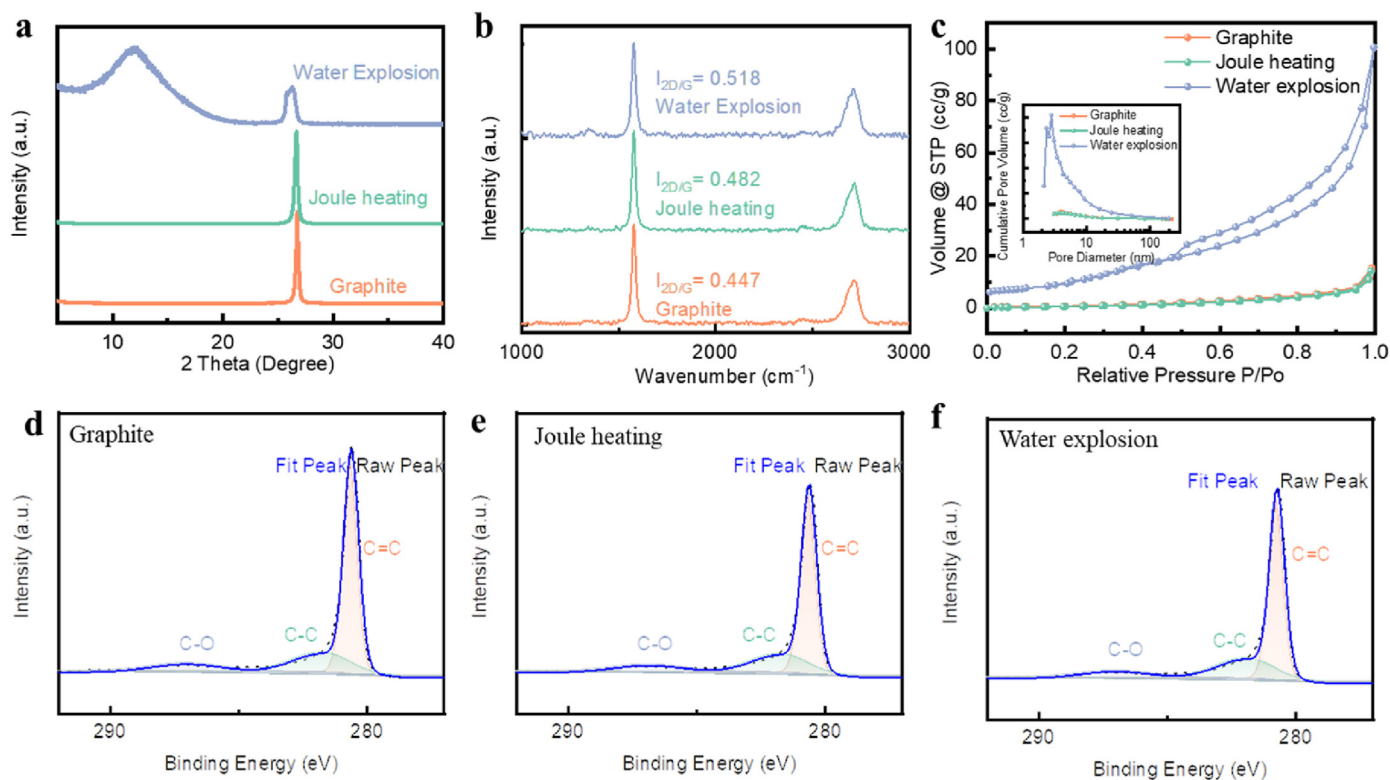 a
Intensity (a.u.)
Water Explosion
Joule heating
Graphite
10
20
30
40
2 Theta (Degree)
b
Intensity (a.u.)
I2D/G= 0.518
Water Explosion
I2D/G= 0.482
Joule heating
I2D/G= 0.447
Graphite
1000
2000
3000
Wavenumber (cm-1)
c
Volume @ STP (cc/g)
100
80
60
40
20
0
Graphite
Joule heating
Water explosion
Cumulative Pore Volume (cc/g)
Graphite
Joule heating
Water explosion
1
10
100
Pore Diameter (nm)
0.0
0.2
0.4
0.6
0.8
1.0
Relative Pressure P/Po
d
Graphite
Fit Peak
Raw Peak
C=C
C-C
C-O
Intensity (a.u.)
290
280
Binding Energy (eV)
e
Joule heating
Fit Peak
Raw Peak
C=C
C-C
C-O
Intensity (a.u.)
290
280
Binding Energy (eV)
f
Water explosion
Fit Peak
Raw Peak
C=C
C-C
C-O
Intensity (a.u.)
290
280
Binding Energy (eV)